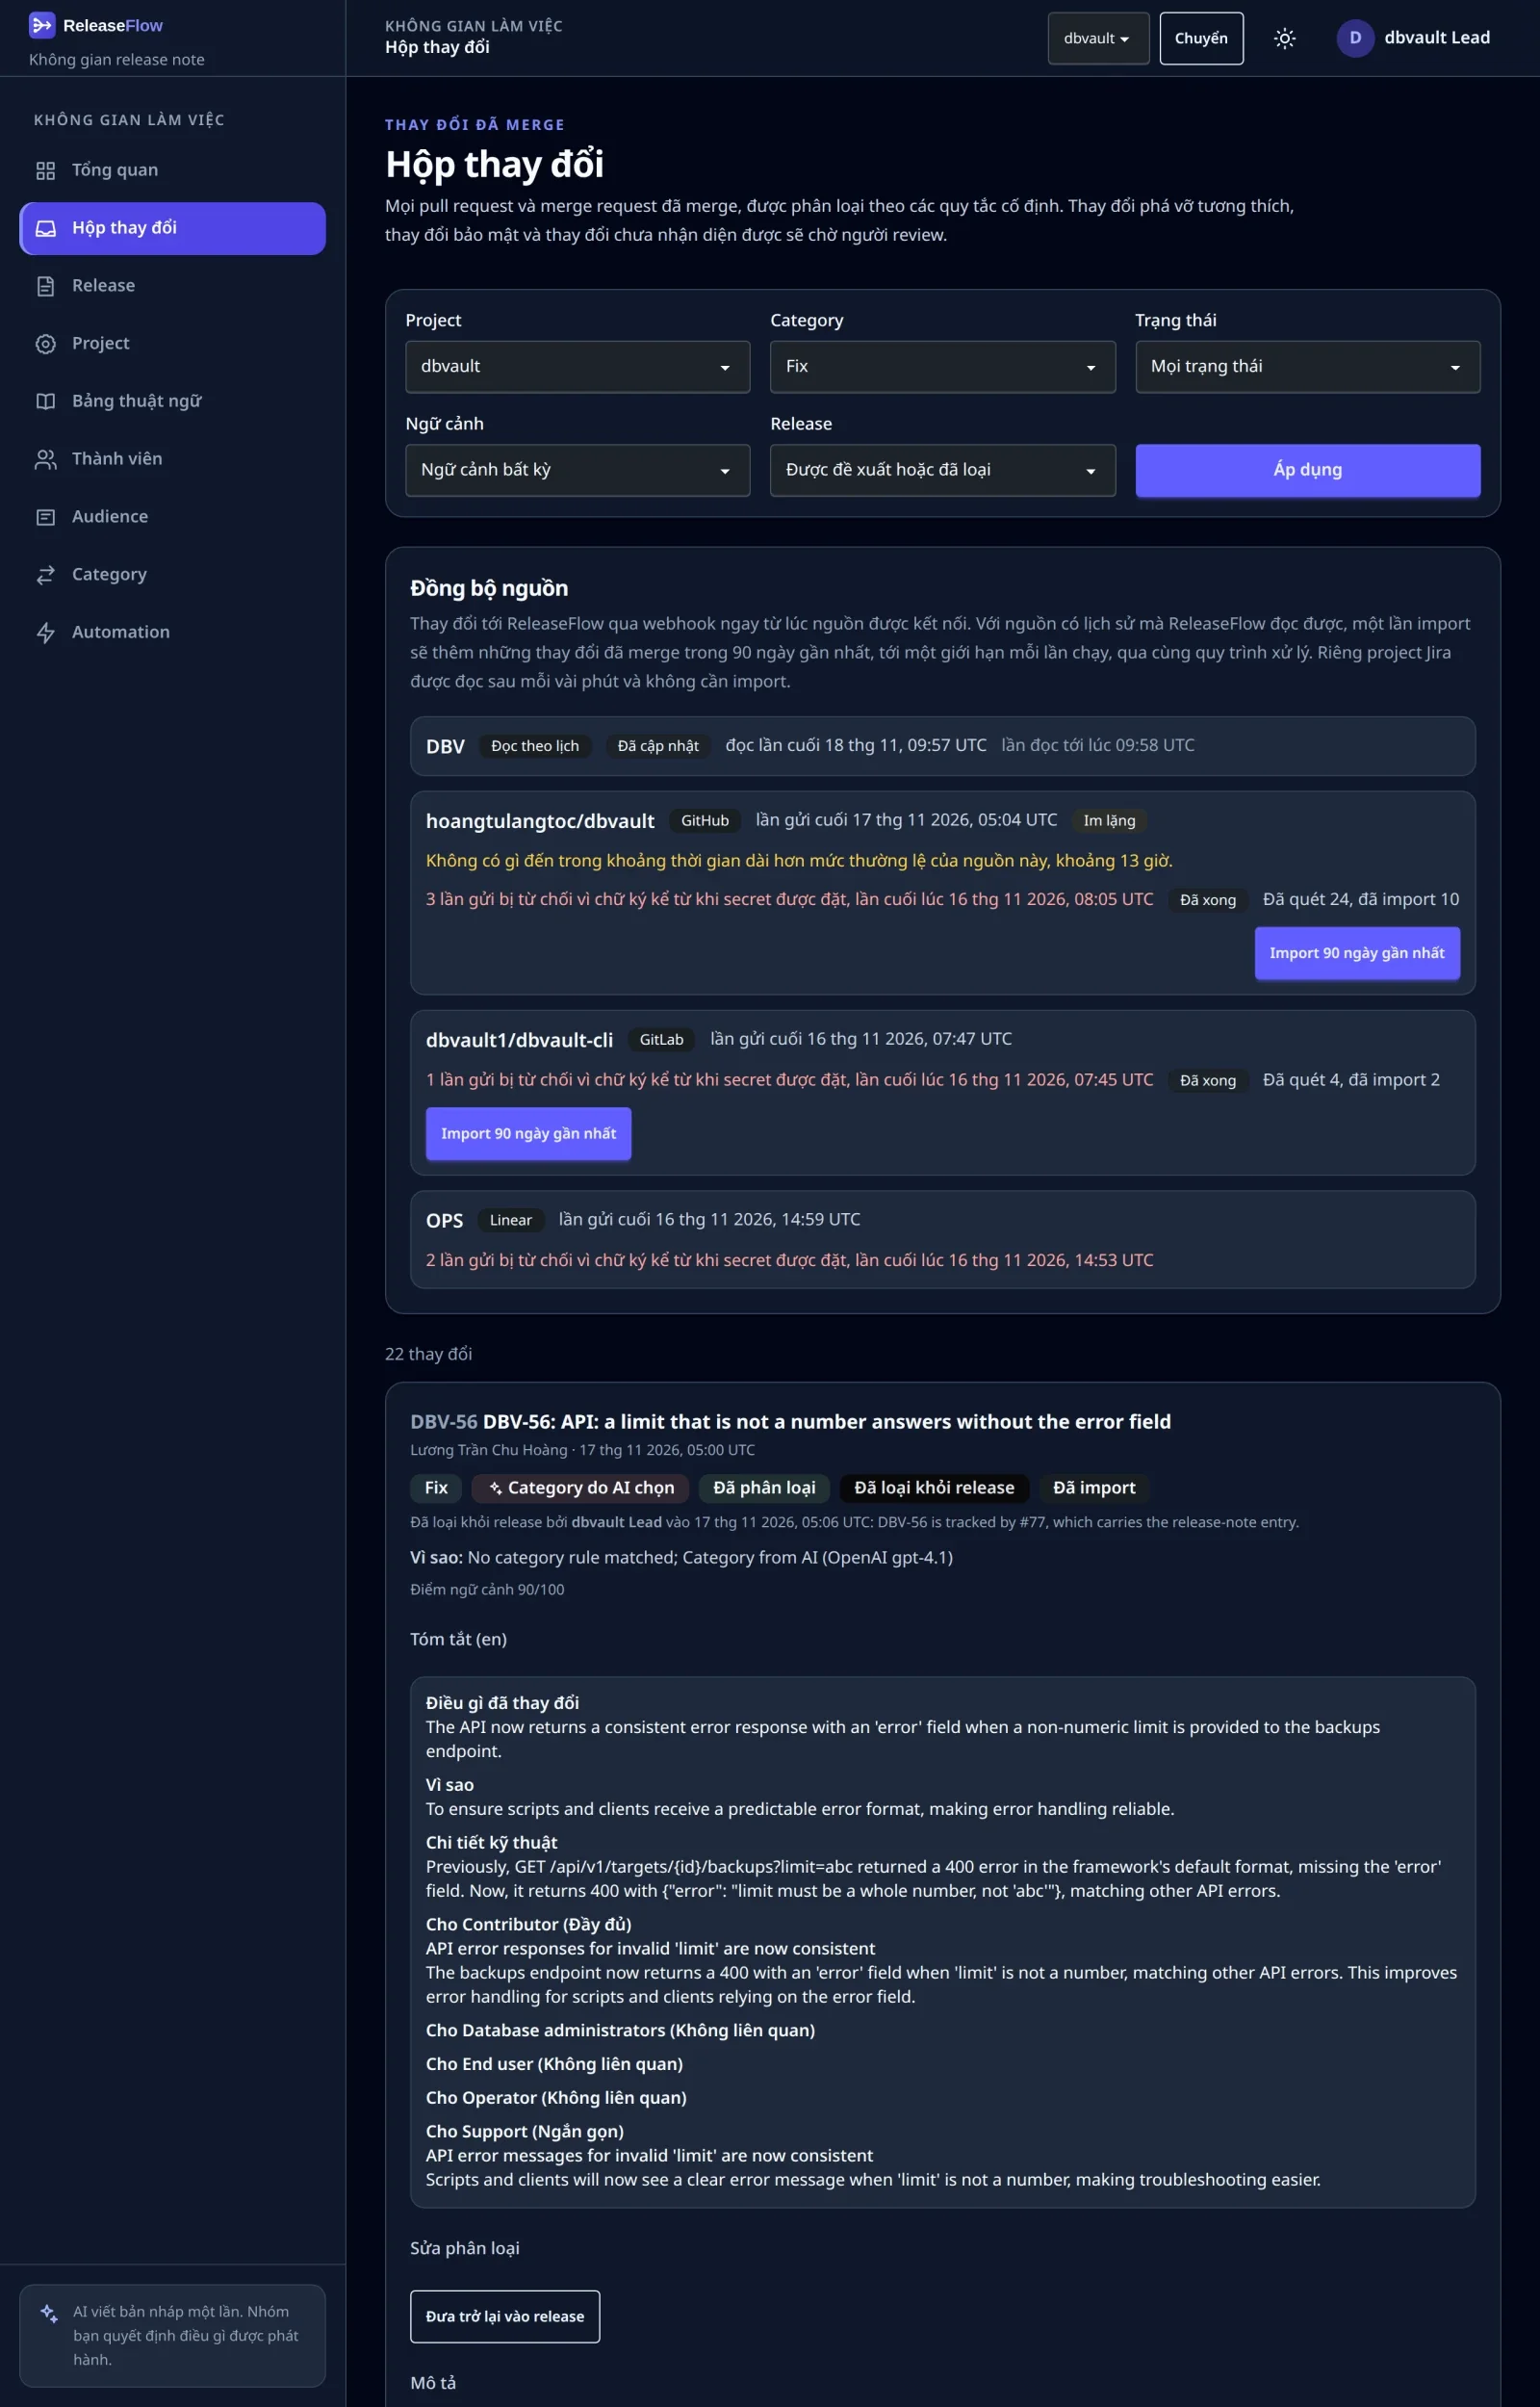 ReleaseFlow
Không gian release note
KHÔNG GIAN LÀM VIỆC
Hộp thay đổi
dbvault
Chuyển
D
dbvault Lead
KHÔNG GIAN LÀM VIỆC
Tổng quan
Hộp thay đổi
Release
Project
Bảng thuật ngữ
Thành viên
Audience
Category
Automation
AI viết bản nháp một lần. Nhóm
bạn quyết định điều gì được phát
hành.
THAY ĐỔI ĐÃ MERGE
Hộp thay đổi
Mọi pull request và merge request đã merge, được phân loại theo các quy tắc cố định. Thay đổi phá vỡ tương thích,
thay đổi bảo mật và thay đổi chưa nhận diện được sẽ chờ người review.
Project
Category
Trạng thái
dbvault
Fix
Mọi trạng thái
Ngữ cảnh
Release
Ngữ cảnh bất kỳ
Được đề xuất hoặc đã loại
Áp dụng
Đồng bộ nguồn
Thay đổi tới ReleaseFlow qua webhook ngay từ lúc nguồn được kết nối. Với nguồn có lịch sử mà ReleaseFlow đọc được, một lần import
sẽ thêm những thay đổi đã merge trong 90 ngày gần nhất, tới một giới hạn mỗi lần chạy, qua cùng quy trình xử lý. Riêng project Jira
được đọc sau mỗi vài phút và không cần import.
DBV Đọc theo lịch Đã cập nhật đọc lần cuối 18 thg 11, 09:57 UTC lần đọc tới lúc 09:58 UTC
hoangtulangtoc/dbvault GitHub lần gửi cuối 17 thg 11 2026, 05:04 UTC Im lặng
Không có gì đến trong khoảng thời gian dài hơn mức thường lệ của nguồn này, khoảng 13 giờ.
3 lần gửi bị từ chối vì chữ ký kể từ khi secret được đặt, lần cuối lúc 16 thg 11 2026, 08:05 UTC Đã xong Đã quét 24, đã import 10
Import 90 ngày gần nhất
dbvault1/dbvault-cli GitLab lần gửi cuối 16 thg 11 2026, 07:47 UTC
1 lần gửi bị từ chối vì chữ ký kể từ khi secret được đặt, lần cuối lúc 16 thg 11 2026, 07:45 UTC Đã xong Đã quét 4, đã import 2
Import 90 ngày gần nhất
OPS Linear lần gửi cuối 16 thg 11 2026, 14:59 UTC
2 lần gửi bị từ chối vì chữ ký kể từ khi secret được đặt, lần cuối lúc 16 thg 11 2026, 14:53 UTC
22 thay đổi
DBV-56 DBV-56: API: a limit that is not a number answers without the error field
Lương Trần Chu Hoàng · 17 thg 11 2026, 05:00 UTC
Fix Category do AI chọn Đã phân loại Đã loại khỏi release Đã import
Đã loại khỏi release bởi dbvault Lead vào 17 thg 11 2026, 05:06 UTC: DBV-56 is tracked by #77, which carries the release-note entry.
Vì sao: No category rule matched; Category from AI (OpenAI gpt-4.1)
Điểm ngữ cảnh 90/100
Tóm tắt (en)
Điều gì đã thay đổi
The API now returns a consistent error response with an 'error' field when a non-numeric limit is provided to the backups
endpoint.
Vì sao
To ensure scripts and clients receive a predictable error format, making error handling reliable.
Chi tiết kỹ thuật
Previously, GET /api/v1/targets/{id}/backups?limit=abc returned a 400 error in the framework's default format, missing the 'error'
field. Now, it returns 400 with {"error": "limit must be a whole number, not 'abc'"}, matching other API errors.
Cho Contributor (Đầy đủ)
API error responses for invalid 'limit' are now consistent
The backups endpoint now returns a 400 with an 'error' field when 'limit' is not a number, matching other API errors. This improves
error handling for scripts and clients relying on the error field.
Cho Database administrators (Không liên quan)
Cho End user (Không liên quan)
Cho Operator (Không liên quan)
Cho Support (Ngắn gọn)
API error messages for invalid 'limit' are now consistent
Scripts and clients will now see a clear error message when 'limit' is not a number, making troubleshooting easier.
Sửa phân loại
Đưa trở lại vào release
Mô tả